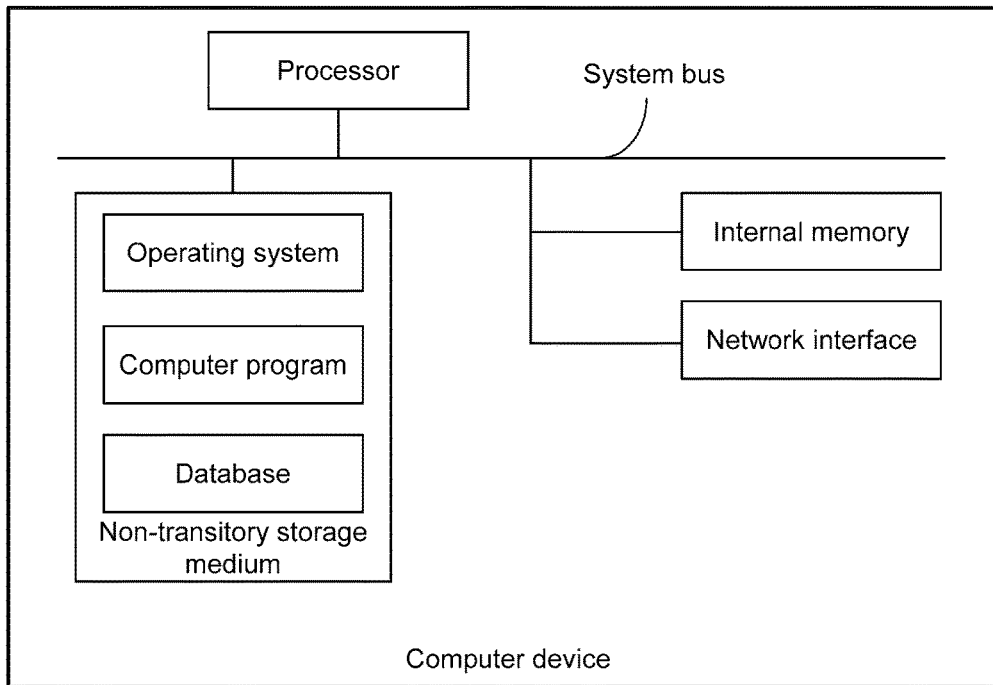 Processor
System bus
Operating system
Computer program
Database
Non-transitory storage
medium
Internal memory
Network interface
Computer device